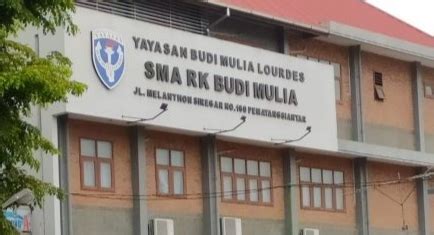 YAYASAN BUDI MULIA LOURDES
SMA RK BUDI MULIA
JL. MELANTHON SIREGAR NO.160 PEMATANGSIANTAR